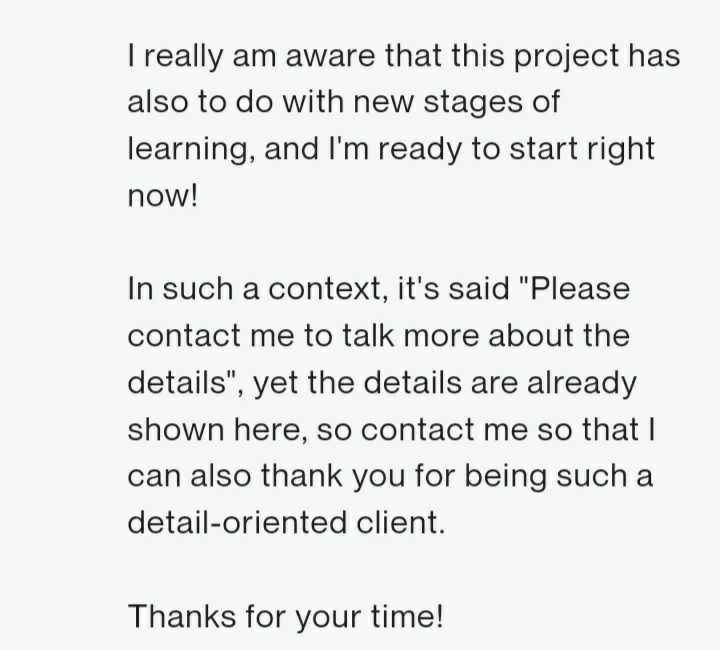 I really am aware that this project has
also to do with new stages of
learning, and I'm ready to start right
now!
In such a context, it's said "Please
contact me to talk more about the
details", yet the details are already
shown here, so contact me so that I
can also thank you for being such a
detail-oriented client.
Thanks for your time!